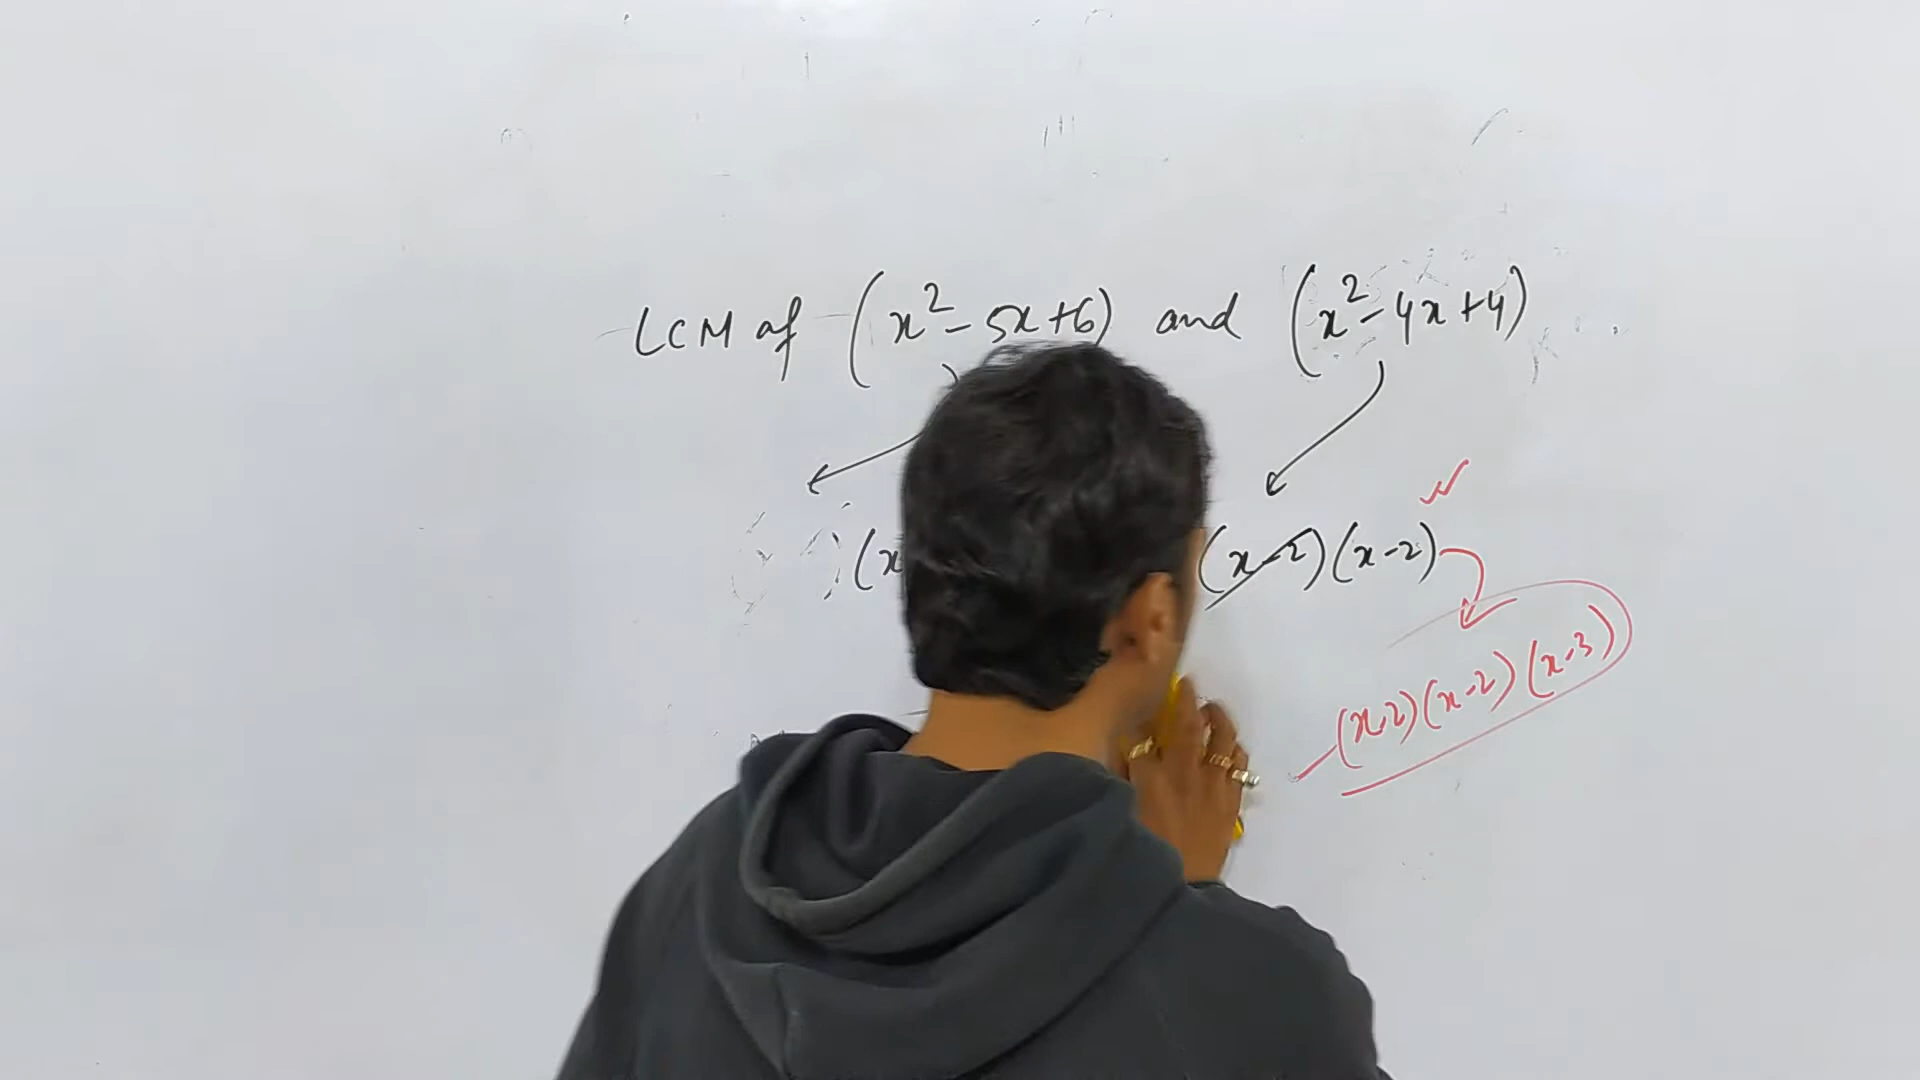 LCM of (x² - 5x + 6) and (x² - 4x + 4)
(x (x-2)(x-2)
(x-2)(x-2)(x-3)